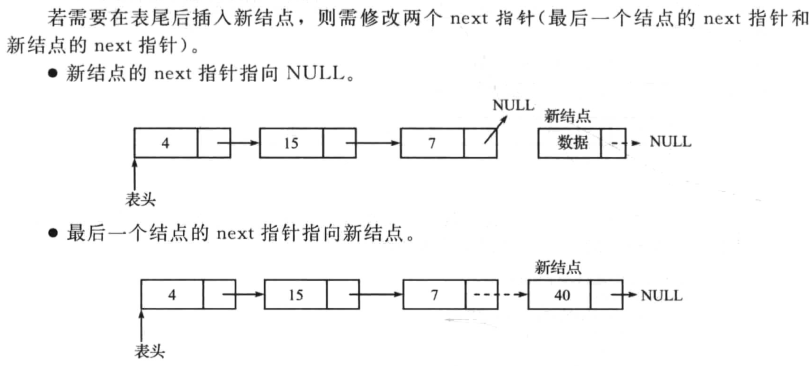 若需要在表尾后插入新结点，则需修改两个 next 指针(最后一个结点的 next 指针和
新结点的 next 指针)。
● 新结点的 next 指针指向 NULL。
NULL
新结点
4
15
7
数据
NULL
表头
● 最后一个结点的 next 指针指向新结点。
新结点
4
15
7
40
NULL
表头